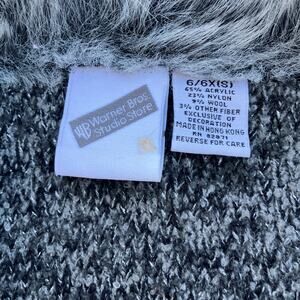 WB Warner Bros.
Studio Store
6/6X(S)
65% ACRYLIC
23% NYLON
9% WOOL
3% OTHER FIBER
EXCLUSIVE OF
DECORATION
MADE IN HONG KONG
RN 82871
REVERSE FOR CARE